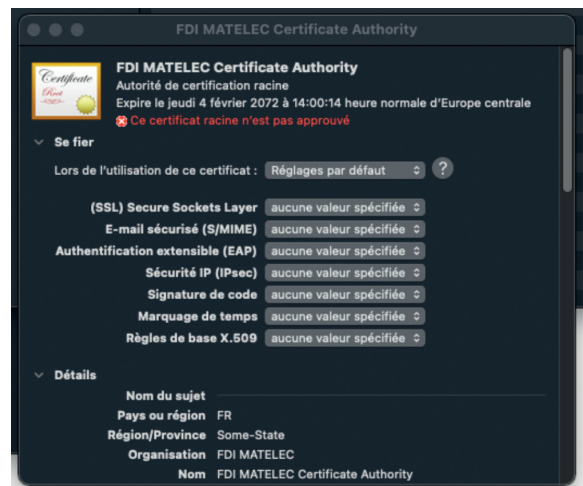 FDI MATELEC Certificate Authority
Certificate
Root
FDI MATELEC Certificate Authority
Autorité de certification racine
Expire le jeudi 4 février 2072 à 14:00:14 heure normale d’Europe centrale
Ce certificat racine n’est pas approuvé
Se fier
Lors de l’utilisation de ce certificat : Réglages par défaut ?
(SSL) Secure Sockets Layer aucune valeur spécifiée
E-mail sécurisé (S/MIME) aucune valeur spécifiée
Authentification extensible (EAP) aucune valeur spécifiée
Sécurité IP (IPsec) aucune valeur spécifiée
Signature de code aucune valeur spécifiée
Marquage de temps aucune valeur spécifiée
Règles de base X.509 aucune valeur spécifiée
Détails
Nom du sujet
Pays ou région FR
Région/Province Some-State
Organisation FDI MATELEC
Nom FDI MATELEC Certificate Authority